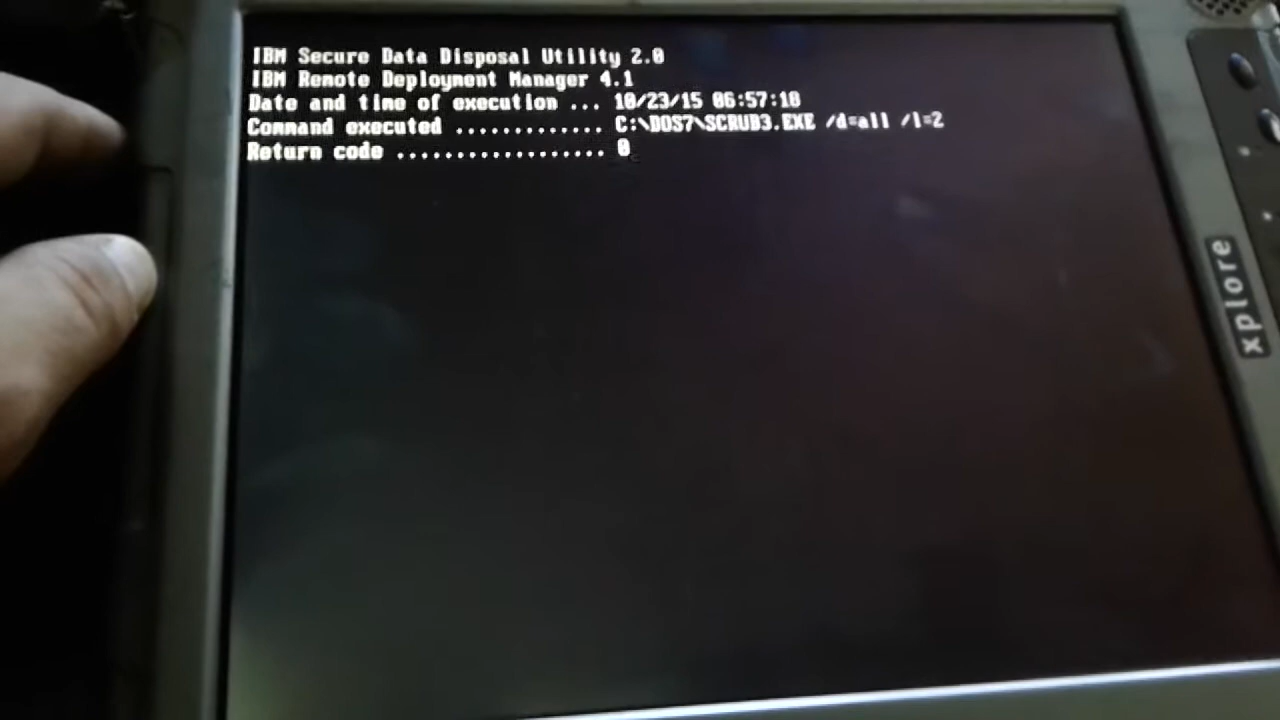 IBM Secure Data Disposal Utility 2.0
IBM Remote Deployment Manager 4.1
Date and time of execution ... 10/23/15 06:57:10
Command executed ............. C:\DOS7\SCRUB3.EXE /d=all /l=2
Return code .................. 0
xplore